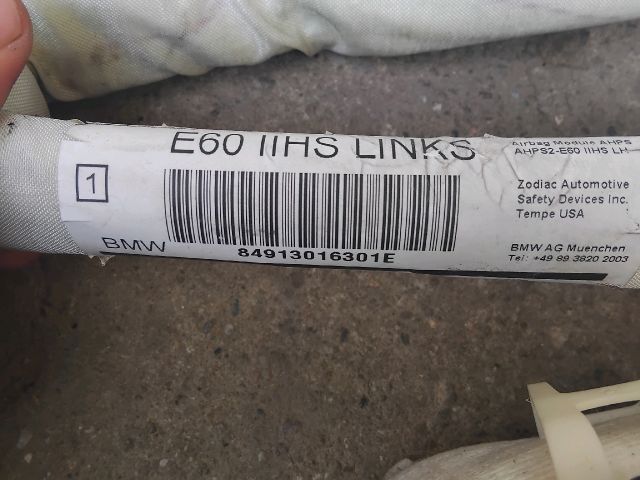 E60 IIHS LINKS
1
BMW
84913016301E
Airbag Module AHPS
AHPS2-E60 IIHS LH
Zodiac Automotive
Safety Devices Inc.
Tempe USA
BMW AG Muenchen
Tel: +49 89 3820 2003